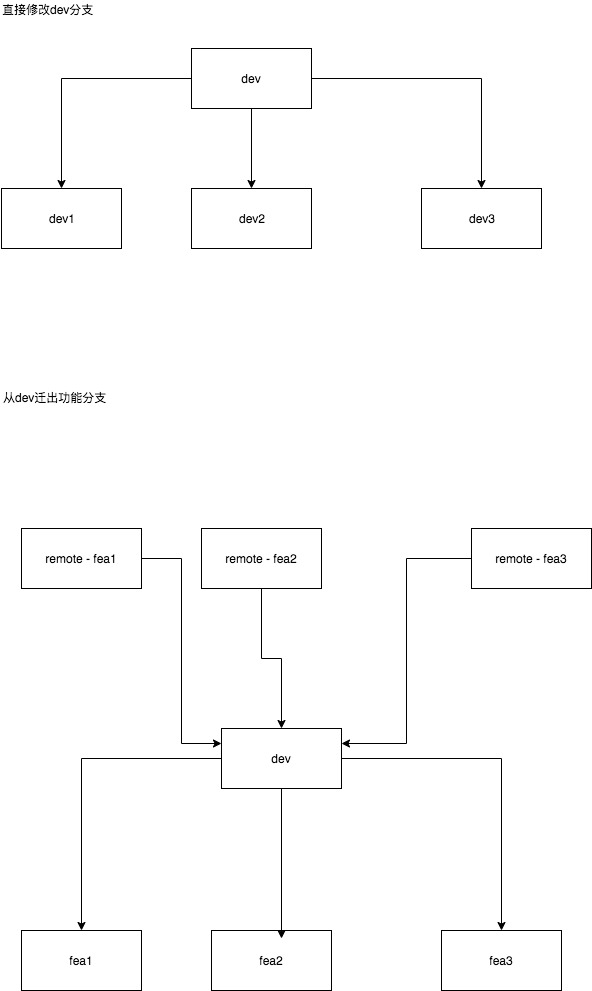 直接修改dev分支
dev
dev1
dev2
dev3
从dev迁出功能分支
remote - fea1
remote - fea2
remote - fea3
dev
fea1
fea2
fea3